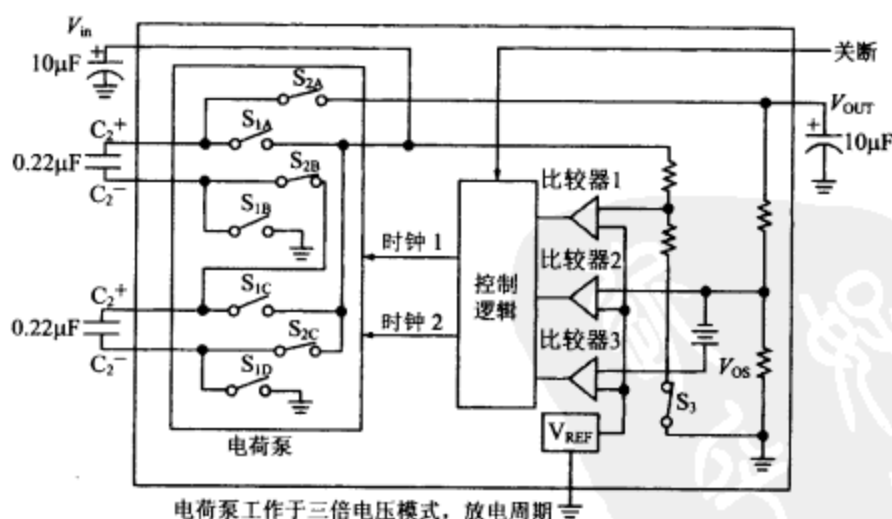 Vin
10μF
关断
S2A
VOUT
C2+
S1A
10μF
0.22μF
S2B
比较器1
C2−
S1B
时钟 1
比较器2
控制
逻辑
C2+
S1C
0.22μF
时钟 2
比较器3
S2C
C2−
VOS
S1D
S3
VREF
电荷泵
电荷泵工作于三倍电压模式，放电周期